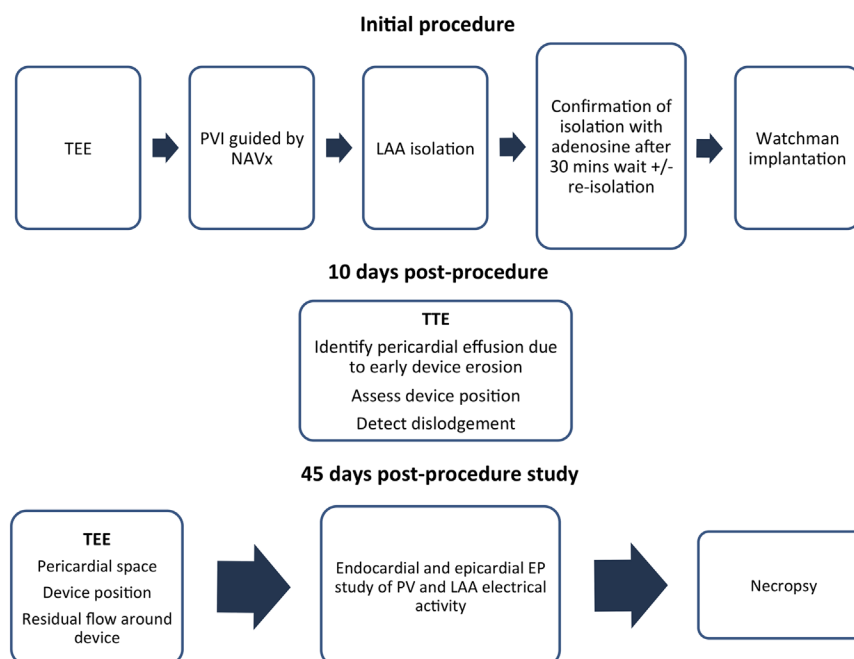 Initial procedure
TEE
PVI guided by
NAVx
LAA isolation
Confirmation of
isolation with
adenosine after
30 mins wait +/-
re-isolation
Watchman
implantation
10 days post-procedure
TTE
Identify pericardial effusion due
to early device erosion
Assess device position
Detect dislodgement
45 days post-procedure study
TEE
Pericardial space
Device position
Residual flow around
device
Endocardial and epicardial EP
study of PV and LAA electrical
activity
Necropsy